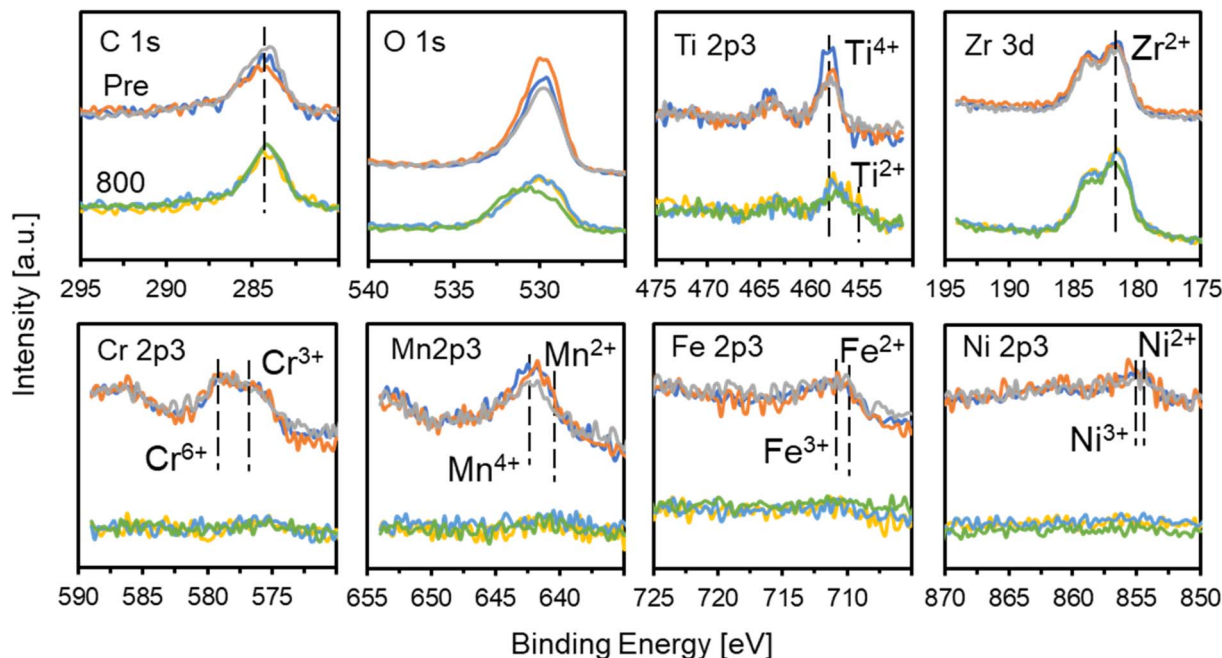 C 1s
Pre
800
295 290 285
O 1s
540 535 530
Ti 2p3
Ti4+
Ti2+
475 470 465 460 455
Zr 3d
Zr2+
195 190 185 180 175
Cr 2p3
Cr3+
Cr6+
590 585 580 575
Mn2p3
Mn2+
Mn4+
655 650 645 640
Fe 2p3
Fe2+
Fe3+
725 720 715 710
Ni 2p3
Ni2+
Ni3+
870 865 860 855 850
Intensity [a.u.]
Binding Energy [eV]